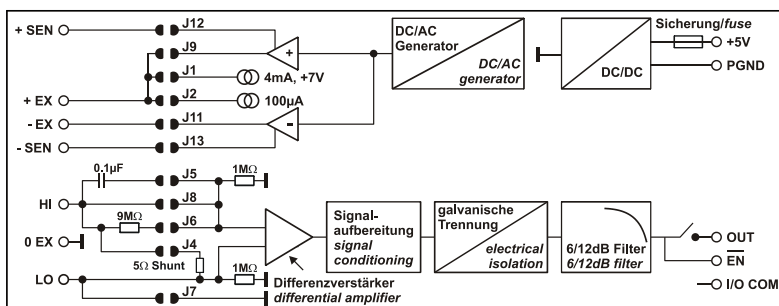 + SEN
J12
J9
J1
4mA, +7V
+ EX
J2
100µA
- EX
J11
- SEN
J13
+
-
DC/AC
Generator
DC/AC
generator
DC/DC
Sicherung/fuse
+5V
PGND
0.1µF
J5
1MΩ
HI
J8
9MΩ
J6
0 EX
J4
5Ω Shunt
1MΩ
LO
J7
Differenzverstärker
differential amplifier
Signal-
aufbereitung
signal
conditioning
galvanische
Trennung
electrical
isolation
6/12dB Filter
6/12dB filter
OUT
EN
I/O COM